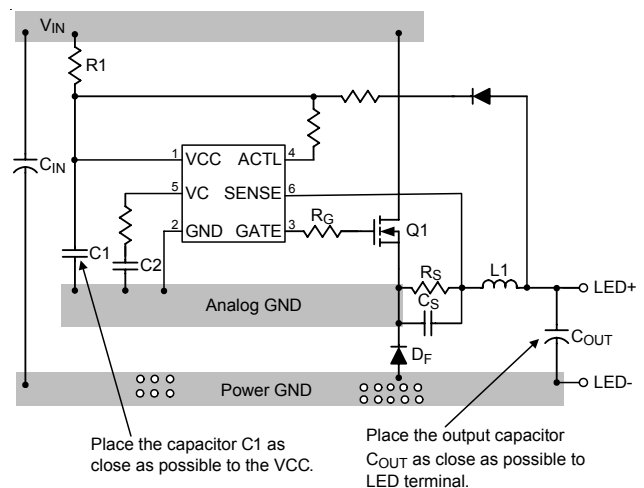 VIN
R1
CIN
1 VCC ACTL 4
5 VC SENSE 6
2 GND GATE 3
RG
Q1
C1
C2
RS
L1
LED+
CS
Analog GND
COUT
DF
Power GND
LED-
Place the capacitor C1 as
close as possible to the VCC.
Place the output capacitor
COUT as close as possible to
LED terminal.